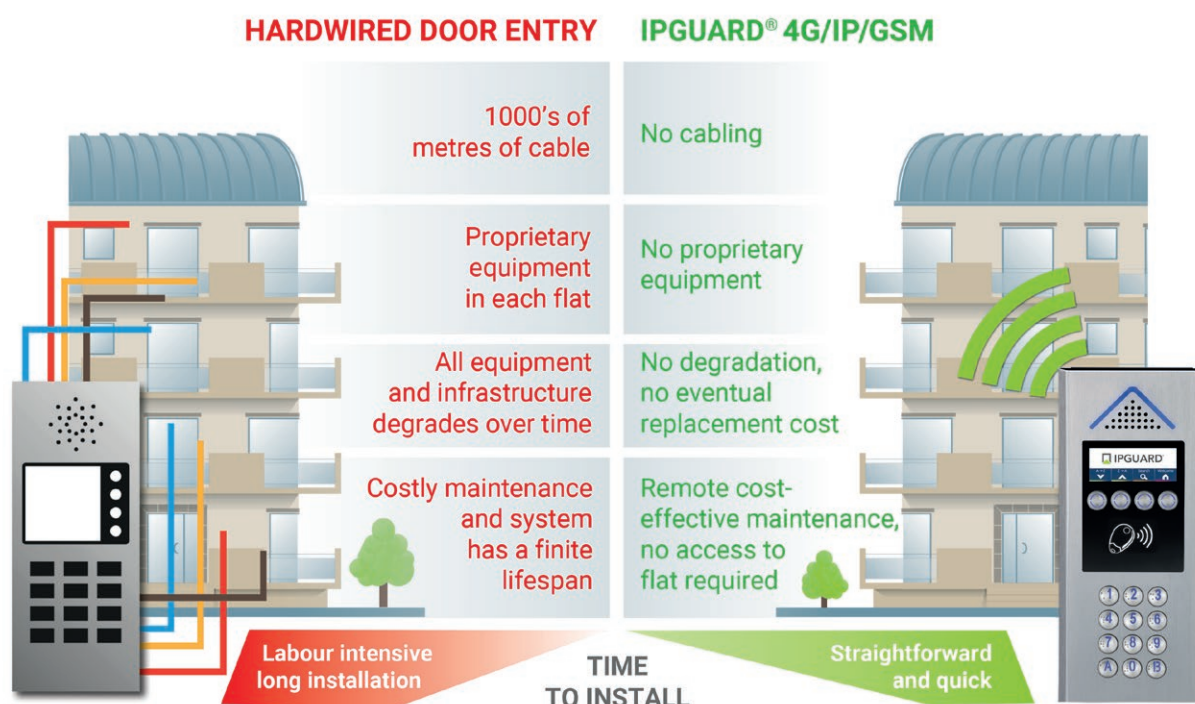 HARDWIRED DOOR ENTRY
IPGUARD® 4G/IP/GSM
1000’s of
metres of cable
No cabling
Proprietary
equipment
in each flat
No proprietary
equipment
All equipment
and infrastructure
degrades over time
No degradation,
no eventual
replacement cost
Costly maintenance
and system
has a finite
lifespan
Remote cost-
effective maintenance,
no access to
flat required
IPGUARD
1 2 3
4 5 6
7 8 9
A 0 B
Labour intensive
long installation
TIME
TO INSTALL
Straightforward
and quick